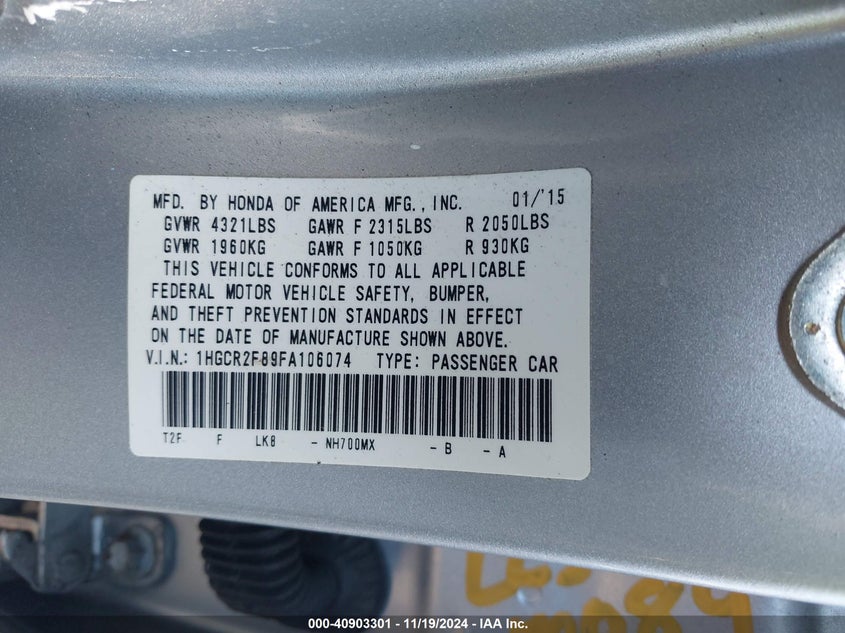 MFD. BY HONDA OF AMERICA MFG., INC. 01/'15
GVWR 4321LBS GAWR F 2315LBS R 2050LBS
GVWR 1960KG GAWR F 1050KG R 930KG
THIS VEHICLE CONFORMS TO ALL APPLICABLE
FEDERAL MOTOR VEHICLE SAFETY, BUMPER,
AND THEFT PREVENTION STANDARDS IN EFFECT
ON THE DATE OF MANUFACTURE SHOWN ABOVE.
V.I.N.: 1HGCR2F89FA106074 TYPE: PASSENGER CAR
T2F F LK8 - NH700MX - B - A
000-40903301 - 11/19/2024 - IAA Inc.